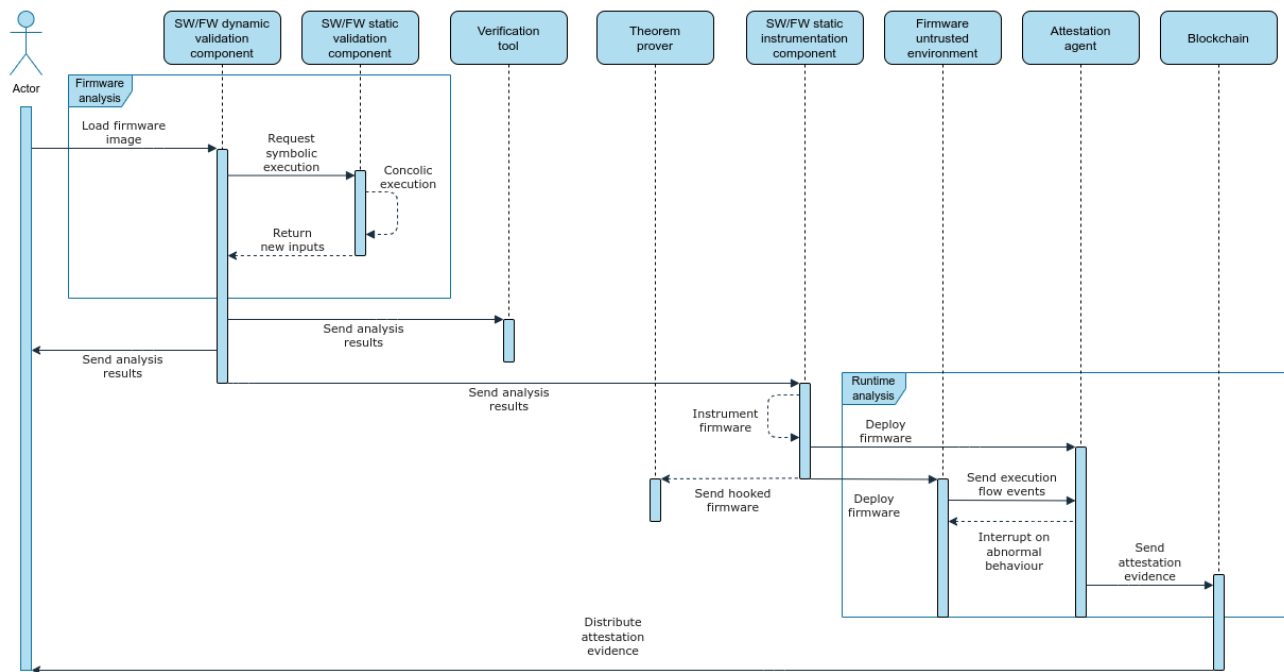 SW/FW dynamic
validation
component
SW/FW static
validation
component
Verification
tool
Theorem
prover
SW/FW static
instrumentation
component
Firmware
untrusted
environment
Attestation
agent
Blockchain
Actor
Firmware
analysis
Load firmware
image
Request
symbolic
execution
Concolic
execution
Return
new inputs
Send analysis
results
Send analysis
results
Send analysis
results
Runtime
analysis
Instrument
firmware
Deploy
firmware
Send hooked
firmware
Deploy
firmware
Send execution
flow events
Interrupt on
abnormal
behaviour
Send
attestation
evidence
Distribute
attestation
evidence